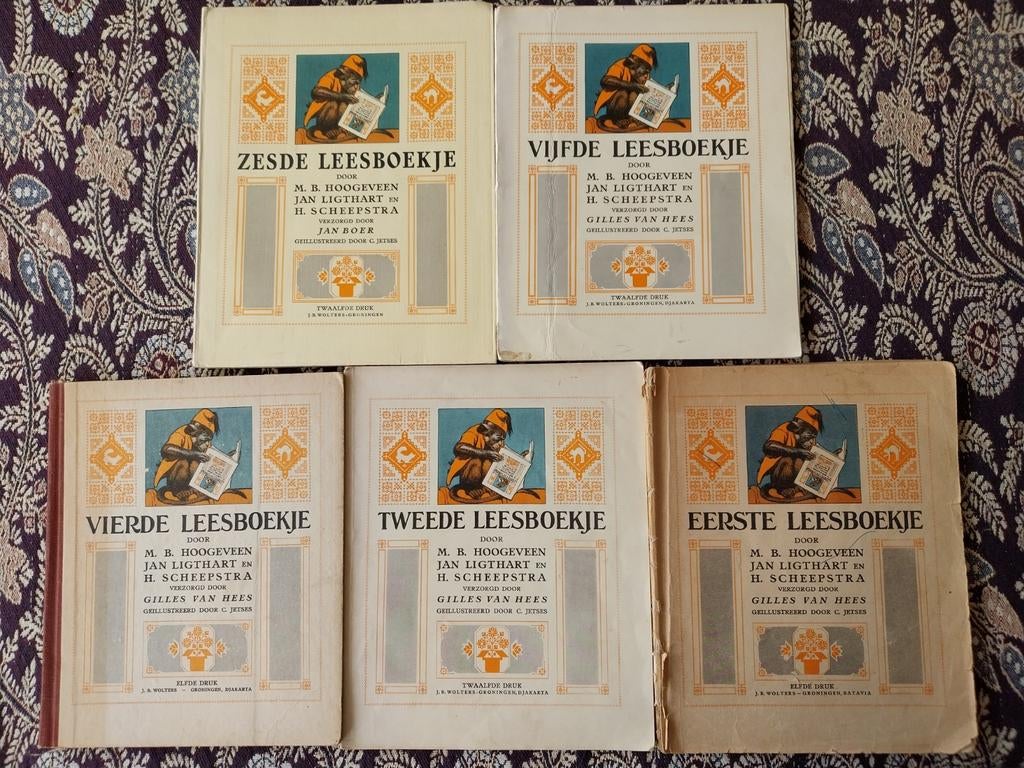 ZESDE LEESBOEKJE
DOOR
M. B. HOOGEVEEN
JAN LIGTHART EN
H. SCHEEPSTRA
VERZORGD DOOR
JAN BOER
GEILLUSTREERD DOOR C. JETSES
TWAALFDE DRUK
J. B. WOLTERS-GRONINGEN
VIJFDE LEESBOEKJE
DOOR
M. B. HOOGEVEEN
JAN LIGTHART EN
H. SCHEEPSTRA
VERZORGD DOOR
GILLES VAN HEES
GEILLUSTREERD DOOR C. JETSES
TWAALFDE DRUK
J. B. WOLTERS-GRONINGEN, DJAKARTA
VIERDE LEESBOEKJE
DOOR
M. B. HOOGEVEEN
JAN LIGTHART EN
H. SCHEEPSTRA
VERZORGD DOOR
GILLES VAN HEES
GEILLUSTREERD DOOR C. JETSES
ELFDE DRUK
J. B. WOLTERS — GRONINGEN, DJAKARTA
TWEEDE LEESBOEKJE
DOOR
M. B. HOOGEVEEN
JAN LIGTHART EN
H. SCHEEPSTRA
VERZORGD DOOR
GILLES VAN HEES
GEILLUSTREERD DOOR C. JETSES
TWAALFDE DRUK
J. B. WOLTERS-GRONINGEN, DJAKARTA
EERSTE LEESBOEKJE
DOOR
M. B. HOOGEVEEN
JAN LIGTHART EN
H. SCHEEPSTRA
VERZORGD DOOR
GILLES VAN HEES
GEILLUSTREERD DOOR C. JETSES
ELFDE DRUK
J. B. WOLTERS — GRONINGEN, BATAVIA